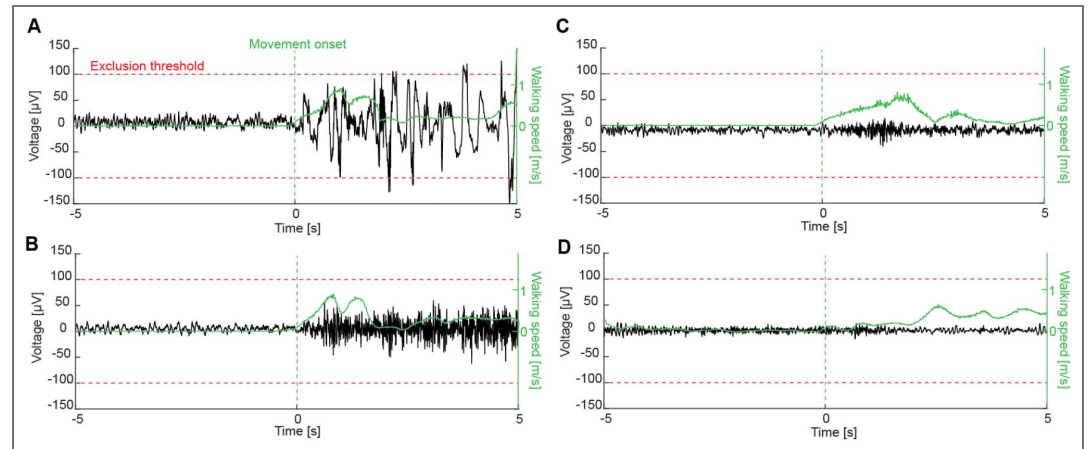 A
Movement onset
Exclusion threshold
150
100
50
0
-50
-100
-150
Voltage [µV]
1
0
Walking speed [m/s]
-5
0
5
Time [s]
C
150
100
50
0
-50
-100
-150
Voltage [µV]
1
0
Walking speed [m/s]
-5
0
5
Time [s]
B
150
100
50
0
-50
-100
-150
Voltage [µV]
1
0
Walking speed [m/s]
-5
0
5
Time [s]
D
150
100
50
0
-50
-100
-150
Voltage [µV]
1
0
Walking speed [m/s]
-5
0
5
Time [s]